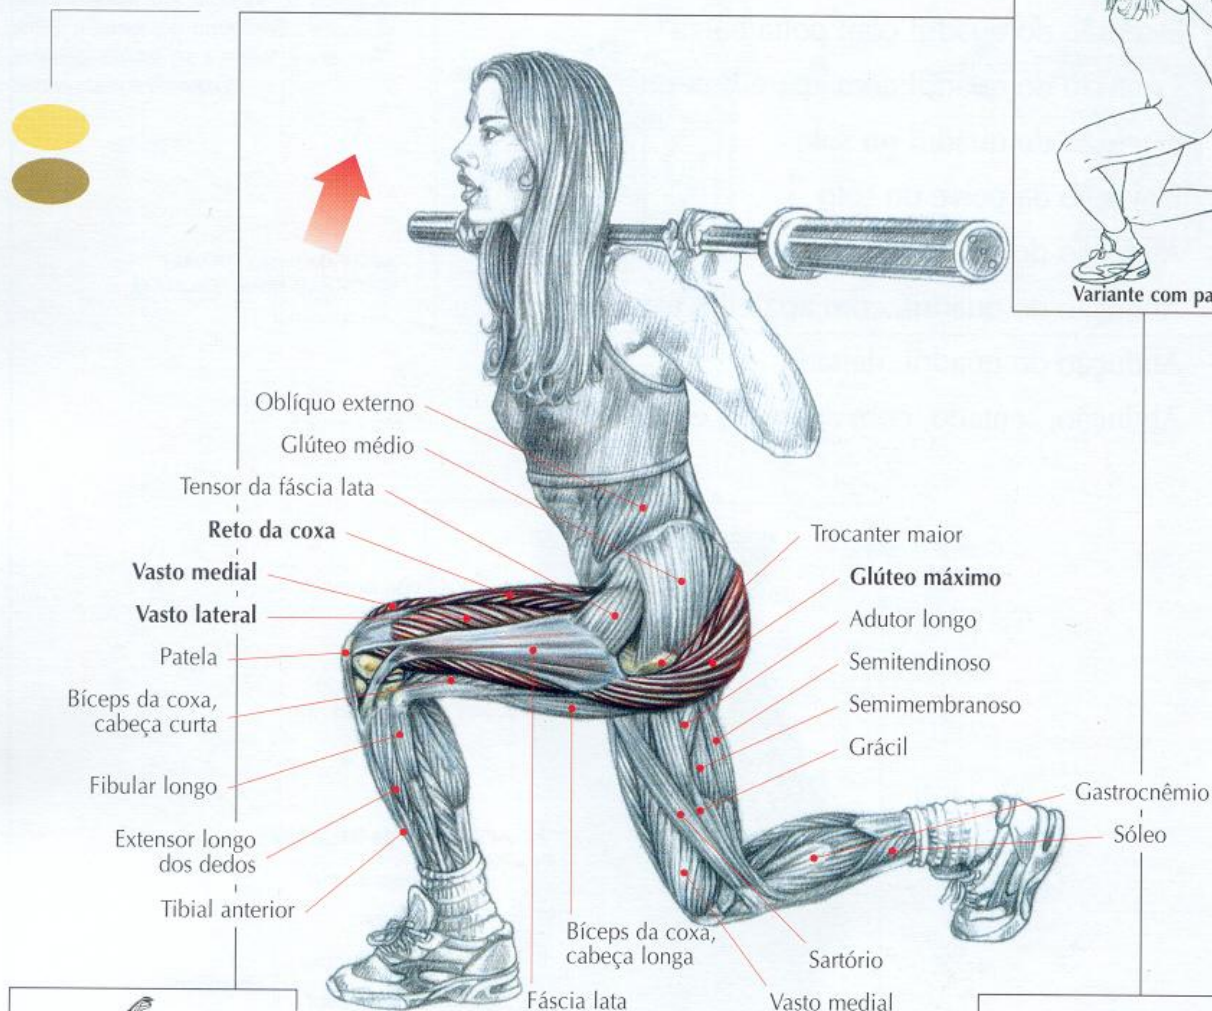 Variante com pa
Oblíquo externo
Glúteo médio
Tensor da fáscia lata
Reto da coxa
Vasto medial
Vasto lateral
Patela
Bíceps da coxa,
cabeça curta
Fibular longo
Extensor longo
dos dedos
Tibial anterior
Trocanter maior
Glúteo máximo
Adutor longo
Semitendinoso
Semimembranoso
Grácil
Gastrocnêmio
Sóleo
Bíceps da coxa,
cabeça longa
Sartório
Fáscia lata
Vasto medial